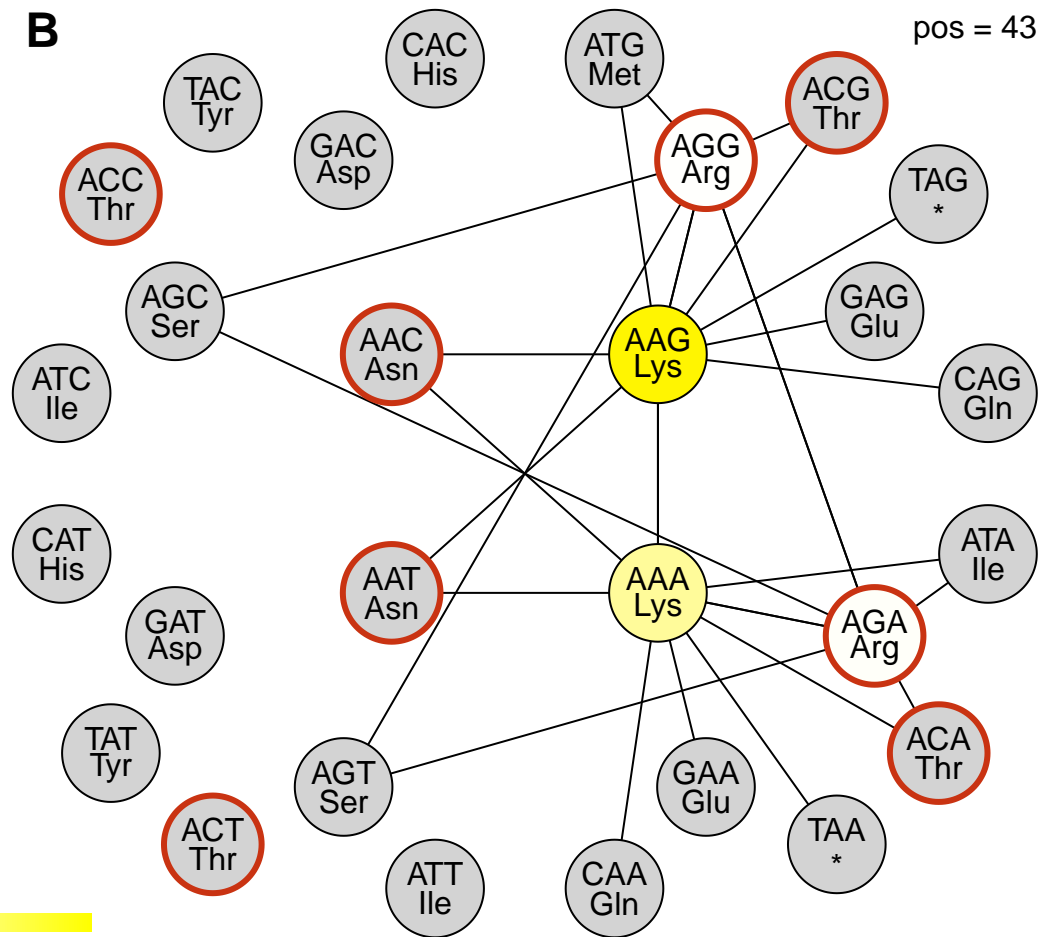 B
pos = 43
CAC
His
ATG
Met
TAC
Tyr
ACG
Thr
GAC
Asp
AGG
Arg
ACC
Thr
TAG
*
AGC
Ser
GAG
Glu
AAC
Asn
AAG
Lys
ATC
Ile
CAG
Gln
CAT
His
ATA
Ile
AAT
Asn
AAA
Lys
GAT
Asp
AGA
Arg
TAT
Tyr
ACA
Thr
AGT
Ser
GAA
Glu
ACT
Thr
TAA
*
ATT
Ile
CAA
Gln